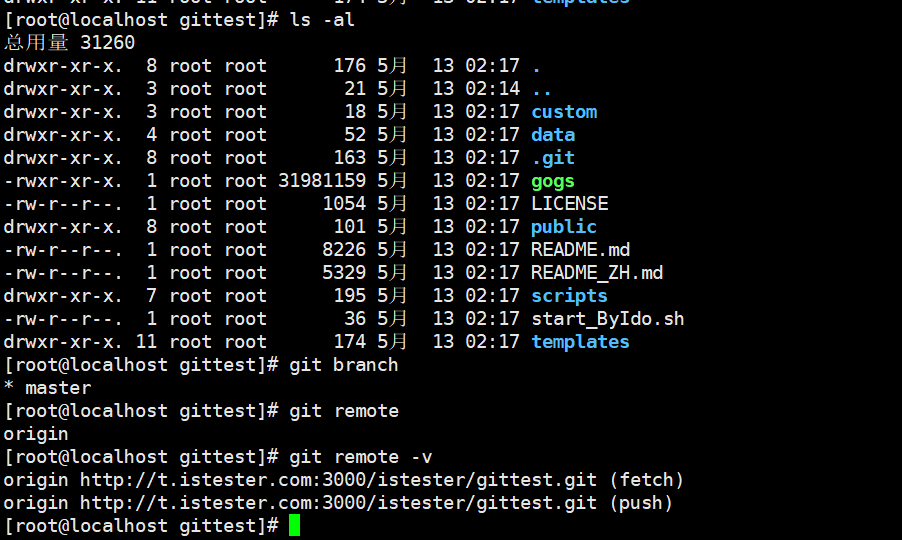 [root@localhost gittest]# ls -al
总用量 31260
drwxr-xr-x.  8 root root      176 5月  13 02:17 .
drwxr-xr-x.  3 root root       21 5月  13 02:14 ..
drwxr-xr-x.  3 root root       18 5月  13 02:17 custom
drwxr-xr-x.  4 root root       52 5月  13 02:17 data
drwxr-xr-x.  8 root root      163 5月  13 02:17 .git
-rwxr-xr-x.  1 root root 31981159 5月  13 02:17 gogs
-rw-r--r--.  1 root root     1054 5月  13 02:17 LICENSE
drwxr-xr-x.  8 root root      101 5月  13 02:17 public
-rw-r--r--.  1 root root     8226 5月  13 02:17 README.md
-rw-r--r--.  1 root root     5329 5月  13 02:17 README_ZH.md
drwxr-xr-x.  7 root root      195 5月  13 02:17 scripts
-rw-r--r--.  1 root root       36 5月  13 02:17 start_ByIdo.sh
drwxr-xr-x. 11 root root      174 5月  13 02:17 templates
[root@localhost gittest]# git branch
* master
[root@localhost gittest]# git remote
origin
[root@localhost gittest]# git remote -v
origin http://t.istester.com:3000/istester/gittest.git (fetch)
origin http://t.istester.com:3000/istester/gittest.git (push)
[root@localhost gittest]#